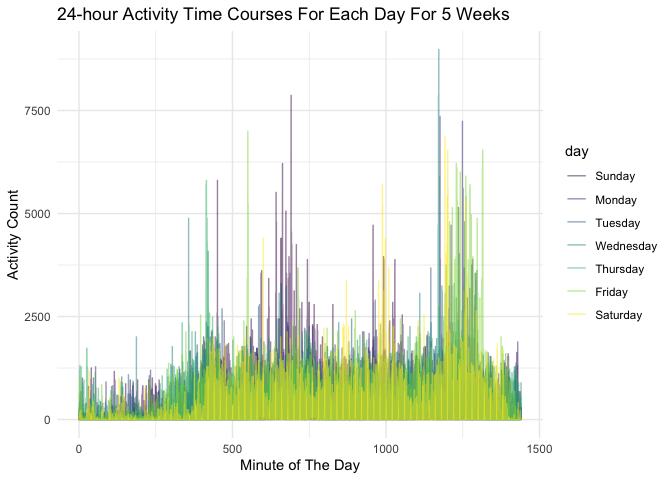 24-hour Activity Time Courses For Each Day For 5 Weeks
7500
5000
2500
0
Activity Count
0 500 1000 1500
Minute of The Day
day
Sunday
Monday
Tuesday
Wednesday
Thursday
Friday
Saturday